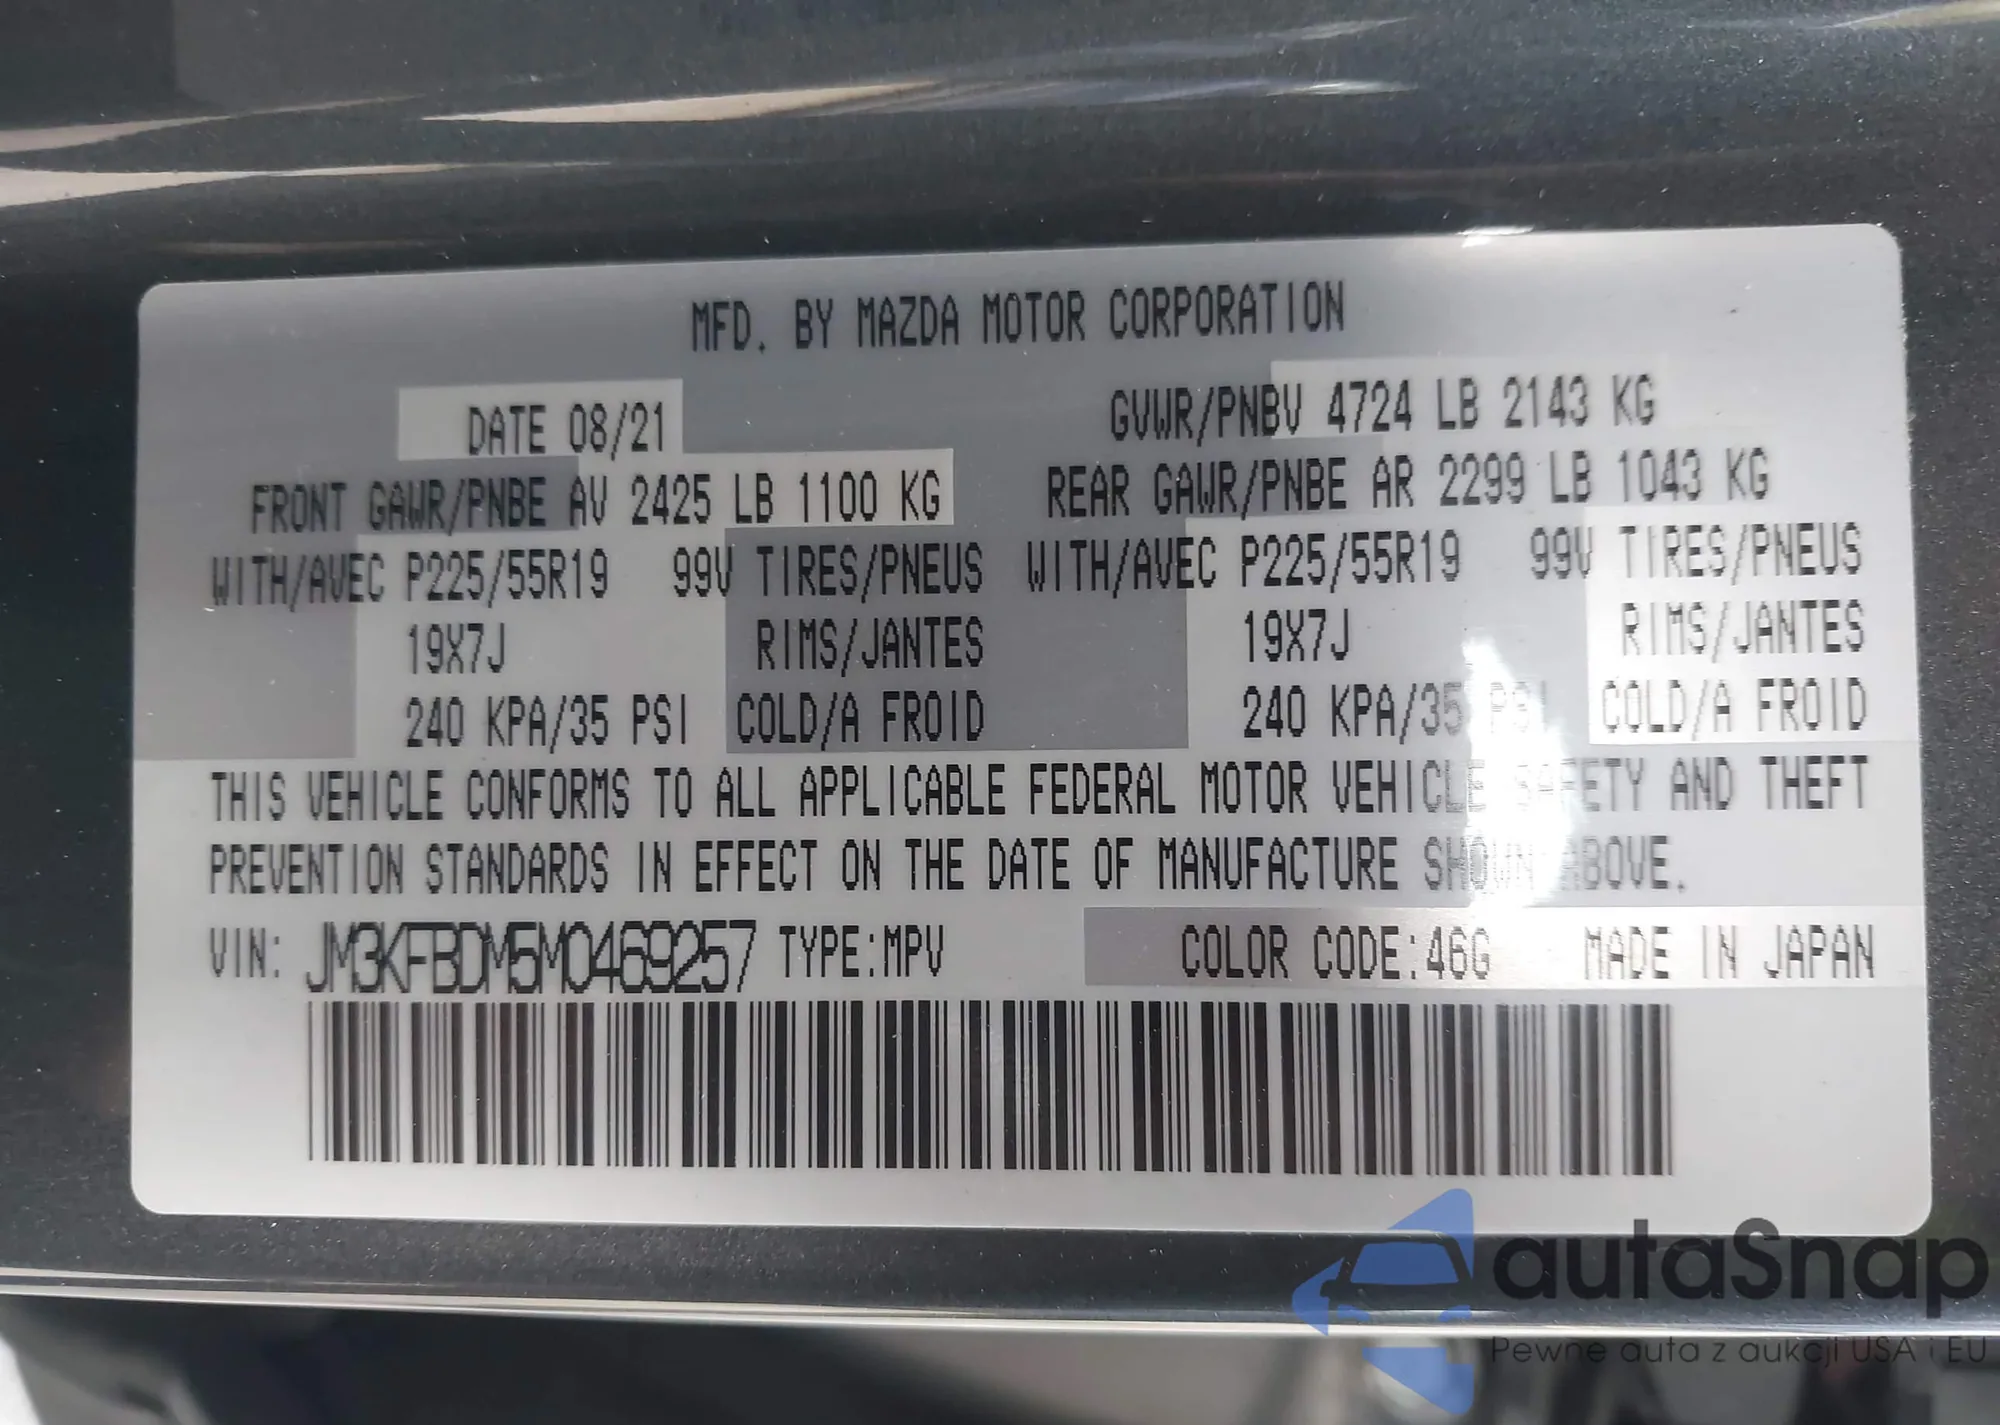 MFD. BY MAZDA MOTOR CORPORATION
DATE 08/21 GVWR/PNBV 4724 LB 2143 KG
FRONT GAWR/PNBE AV 2425 LB 1100 KG REAR GAWR/PNBE AR 2299 LB 1043 KG
WITH/AVEC P225/55R19 99V TIRES/PNEUS WITH/AVEC P225/55R19 99V TIRES/PNEUS
19X7J RIMS/JANTES 19X7J RIMS/JANTES
240 KPA/35 PSI COLD/A FROID 240 KPA/35 PSI COLD/A FROID
THIS VEHICLE CONFORMS TO ALL APPLICABLE FEDERAL MOTOR VEHICLE SAFETY AND THEFT
PREVENTION STANDARDS IN EFFECT ON THE DATE OF MANUFACTURE SHOWN ABOVE.
VIN: JM3KFBDM5M0469257 TYPE:MPV COLOR CODE:46G MADE IN JAPAN
autaSnap
Pewne auta z aukcji USA i EU